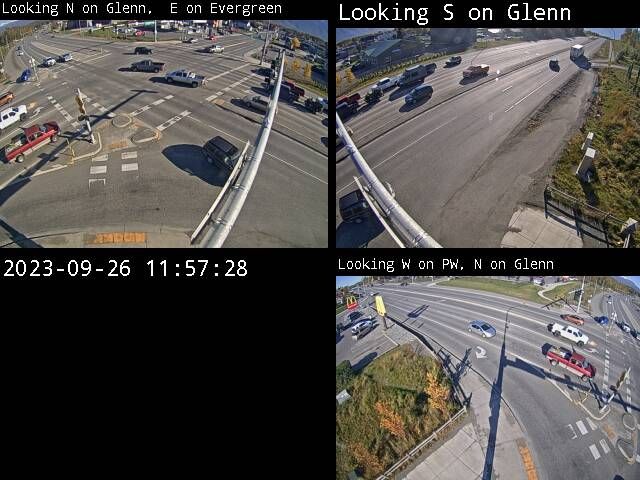 Looking N on Glenn,  E on Evergreen
Looking S on Glenn
2023-09-26 11:57:28
Looking W on PW, N on Glenn